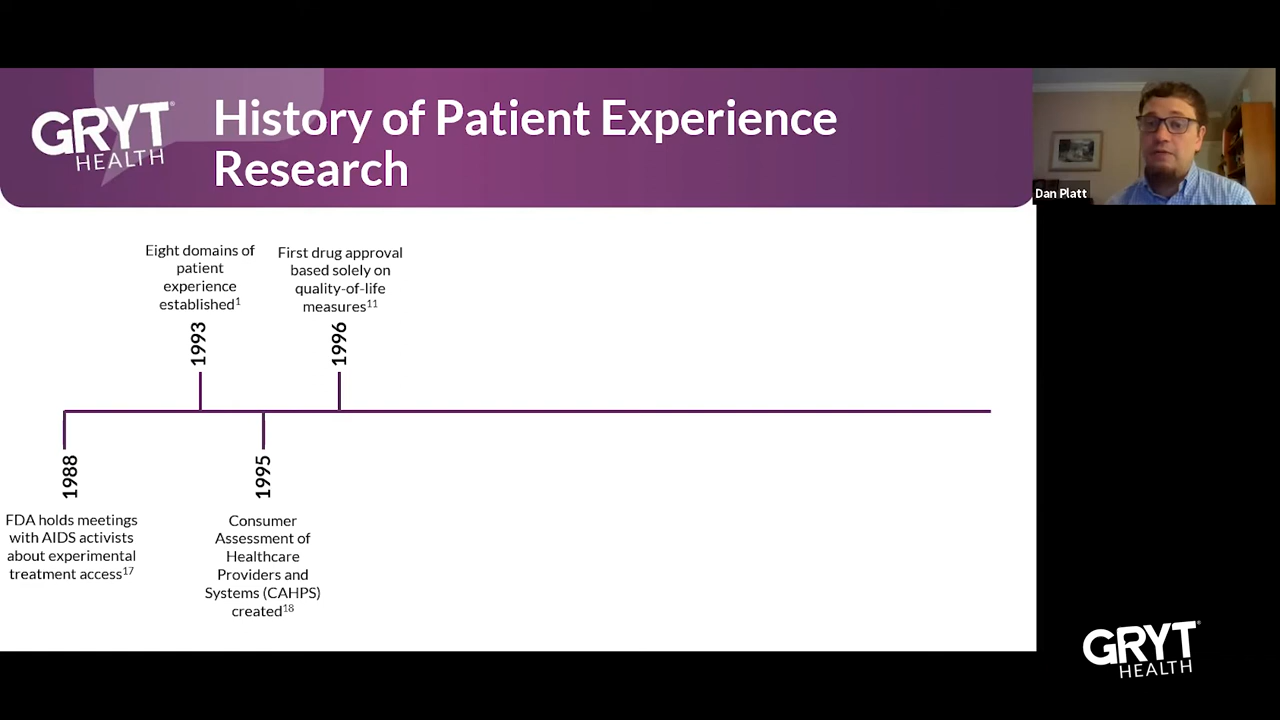 GRYT®
HEALTH
History of Patient Experience
Research
Dan Platt
Eight domains of
patient
experience
established1
1993
First drug approval
based solely on
quality-of-life
measures11
1996
1988
FDA holds meetings
with AIDS activists
about experimental
treatment access17
1995
Consumer
Assessment of
Healthcare
Providers and
Systems (CAHPS)
created18
GRYT®
HEALTH